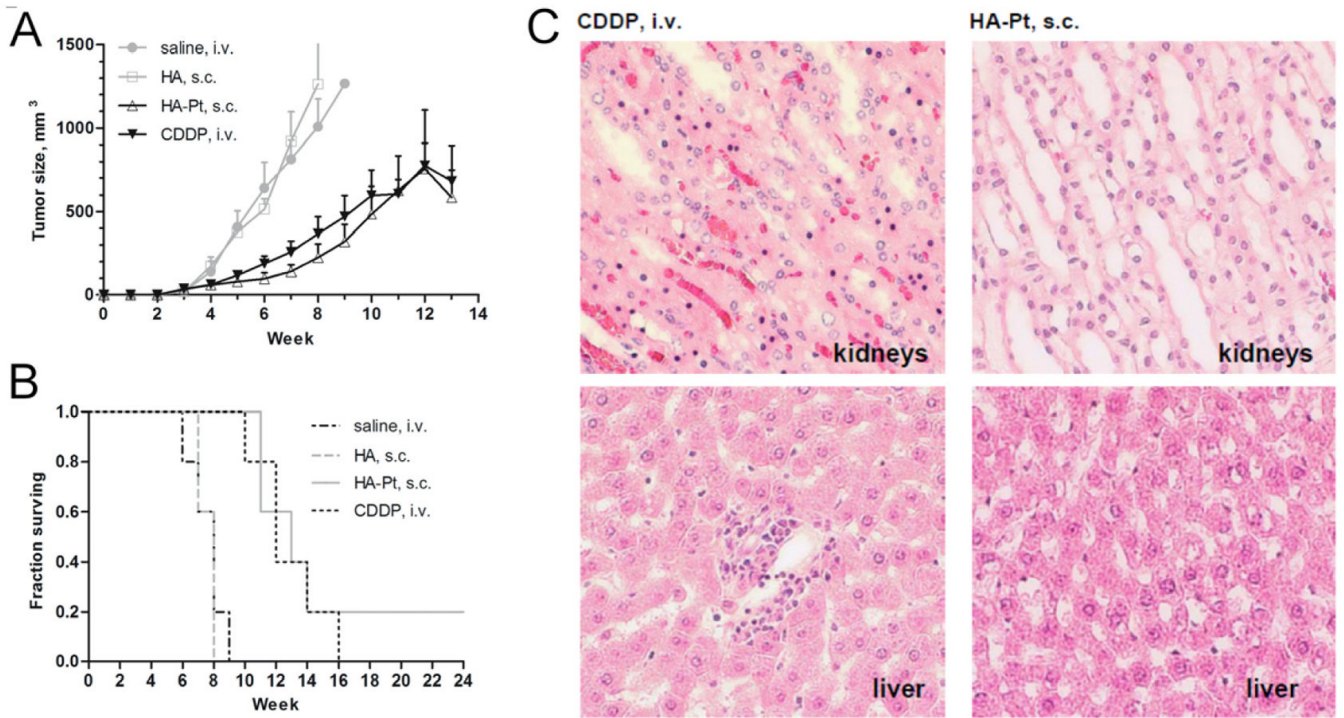 A
1500
1000
500
0
Tumor size, mm 3
0 2 4 6 8 10 12 14
Week
saline, i.v.
HA, s.c.
HA-Pt, s.c.
CDDP, i.v.
B
1.0
0.8
0.6
0.4
0.2
0.0
Fraction surviving
0 2 4 6 8 10 12 14 16 18 20 22 24
Week
saline, i.v.
HA, s.c.
HA-Pt, s.c.
CDDP, i.v.
C
CDDP, i.v. HA-Pt, s.c.
kidneys kidneys
liver liver